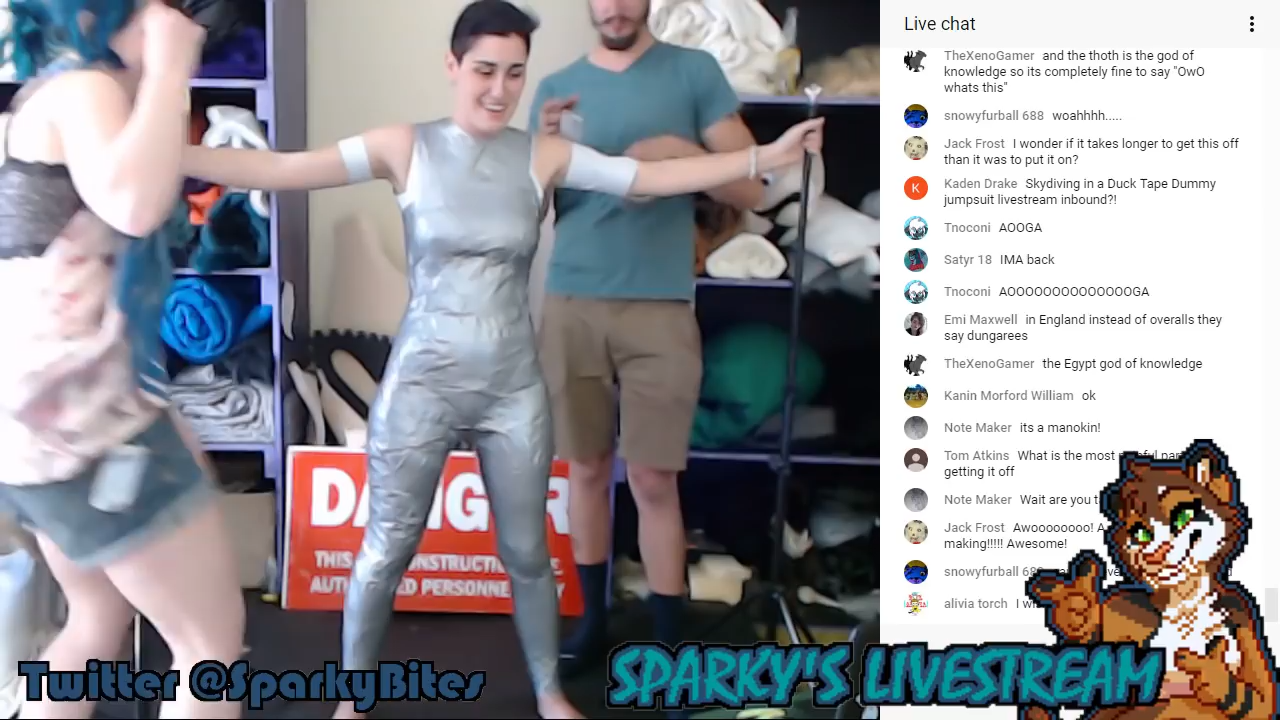 Live chat
TheXenoGamer and the thoth is the god of
knowledge so its completely fine to say "OwO
whats this"
snowyfurball 688 woahhhh.....
Jack Frost I wonder if it takes longer to get this off
than it was to put it on?
K
Kaden Drake Skydiving in a Duck Tape Dummy
jumpsuit livestream inbound?!
Tnoconi AOOGA
Satyr 18 IMA back
Tnoconi AOOOOOOOOOOOOOOGA
Emi Maxwell in England instead of overalls they
say dungarees
TheXenoGamer the Egypt god of knowledge
Kanin Morford William ok
Note Maker its a manokin!
Tom Atkins What is the most
getting it off
Note Maker Wait are you
Jack Frost Awooooooo!
making!!!!! Awesome!
snowyfurball
alivia torch I
DANGER
THIS CONSTRUCTION
PERSONNEL
Twitter @SparkyBites
SPARKY'S LIVESTREAM